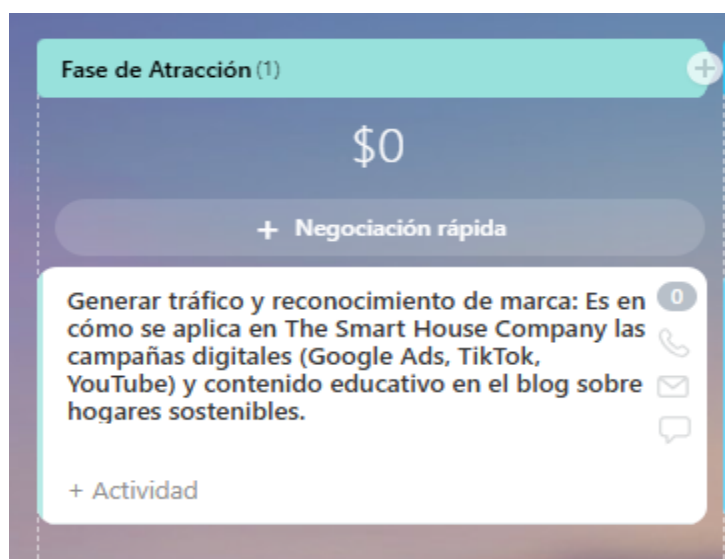 Fase de Atracción (1)
$0
+ Negociación rápida
Generar tráfico y reconocimiento de marca: Es en
cómo se aplica en The Smart House Company las
campañas digitales (Google Ads, TikTok,
YouTube) y contenido educativo en el blog sobre
hogares sostenibles.
0
+ Actividad